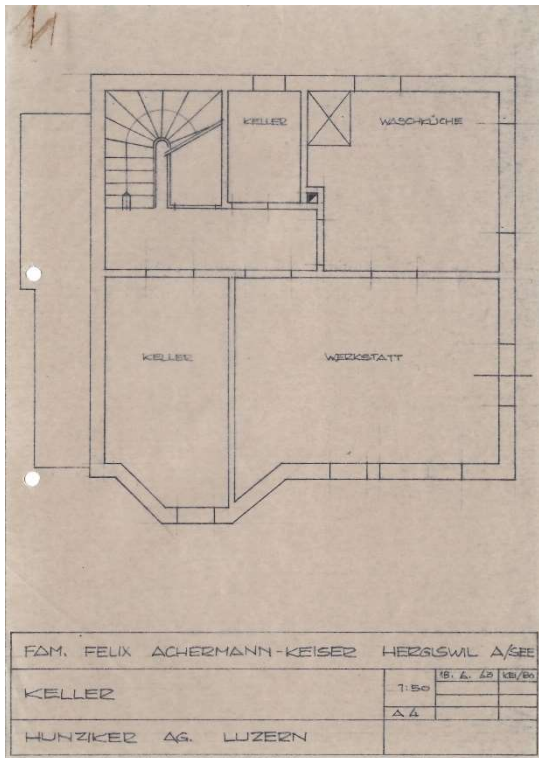 11
KELLER
WASCHKÜCHE
KELLER
WERKSTATT
FAM. FELIX ACHERMANN-KEISER HERGISWIL A/SEE
KELLER
1:50
A4
HUNZIKER AG. LUZERN